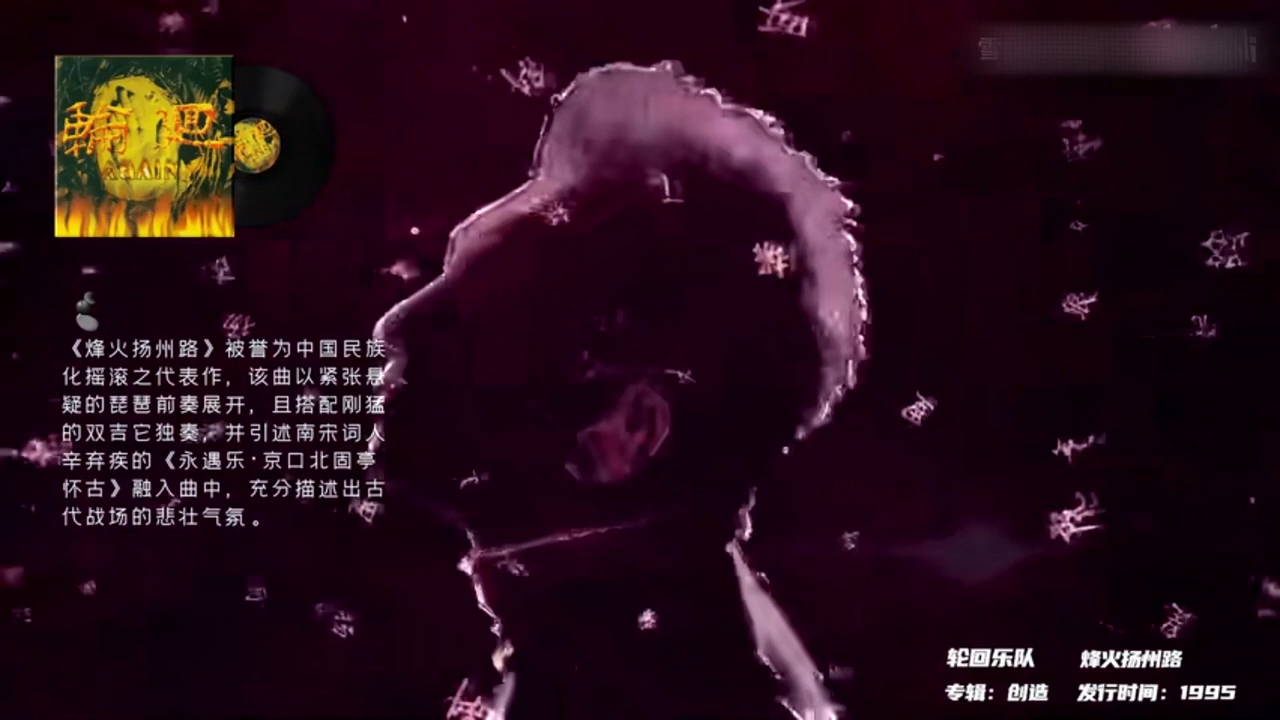 輪迴
AGAIN
《烽火扬州路》被誉为中国民族
化摇滚之代表作，该曲以紧张悬
疑的琵琶前奏展开，且搭配刚猛
的双吉它独奏，并引述南宋词人
辛弃疾的《永遇乐·京口北固亭
怀古》融入曲中，充分描述出古
代战场的悲壮气氛。
轮回乐队 烽火扬州路
专辑：创造 发行时间：1995